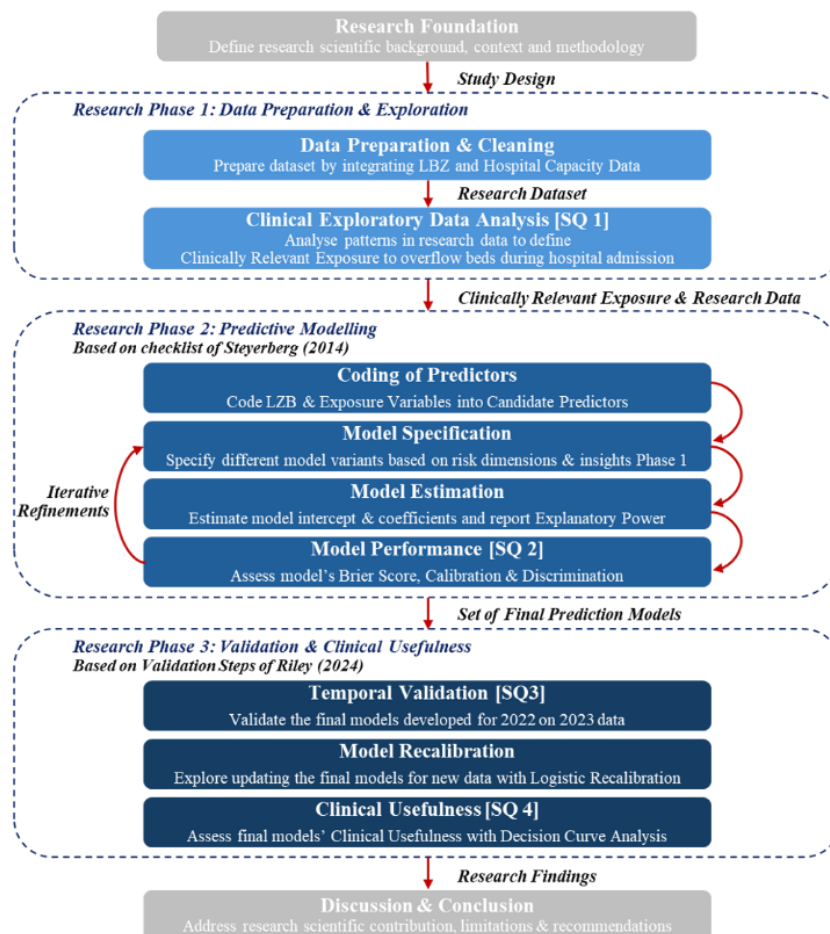 Research Foundation
Define research scientific background, context and methodology
Study Design
Research Phase 1: Data Preparation & Exploration
Data Preparation & Cleaning
Prepare dataset by integrating LBZ and Hospital Capacity Data
Research Dataset
Clinical Exploratory Data Analysis [SQ 1]
Analyse patterns in research data to define
Clinically Relevant Exposure to overflow beds during hospital admission
Clinically Relevant Exposure & Research Data
Research Phase 2: Predictive Modelling
Based on checklist of Steyerberg (2014)
Coding of Predictors
Code LZB & Exposure Variables into Candidate Predictors
Model Specification
Specify different model variants based on risk dimensions & insights Phase 1
Iterative
Refinements
Model Estimation
Estimate model intercept & coefficients and report Explanatory Power
Model Performance [SQ 2]
Assess model's Brier Score, Calibration & Discrimination
Set of Final Prediction Models
Research Phase 3: Validation & Clinical Usefulness
Based on Validation Steps of Riley (2024)
Temporal Validation [SQ3]
Validate the final models developed for 2022 on 2023 data
Model Recalibration
Explore updating the final models for new data with Logistic Recalibration
Clinical Usefulness [SQ 4]
Assess final models' Clinical Usefulness with Decision Curve Analysis
Research Findings
Discussion & Conclusion
Address research scientific contribution, limitations & recommendations